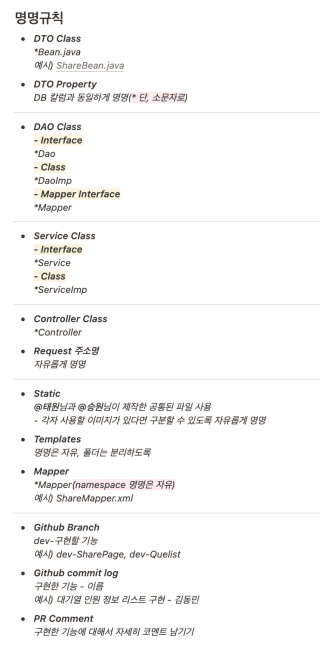 명명규칙
• DTO Class
*Bean.java
예시) ShareBean.java
• DTO Property
DB 칼럼과 동일하게 명명(* 단, 소문자로)
• DAO Class
- Interface
*Dao
- Class
*DaoImp
- Mapper Interface
*Mapper
• Service Class
- Interface
*Service
- Class
*ServiceImp
• Controller Class
*Controller
• Request 주소명
자유롭게 명명
• Static
@태원님과 @승원님이 제작한 공통된 파일 사용
- 각자 사용할 이미지가 있다면 구분할 수 있도록 자유롭게 명명
• Templates
명명은 자유, 폴더는 분리하도록
• Mapper
*Mapper(namespace 명명은 자유)
예시) ShareMapper.xml
• Github Branch
dev-구현할 기능
예시) dev-SharePage, dev-Quelist
• Github commit log
구현한 기능 - 이름
예시) 대기열 인원 정보 리스트 구현 - 김동민
• PR Comment
구현한 기능에 대해서 자세히 코멘트 남기기